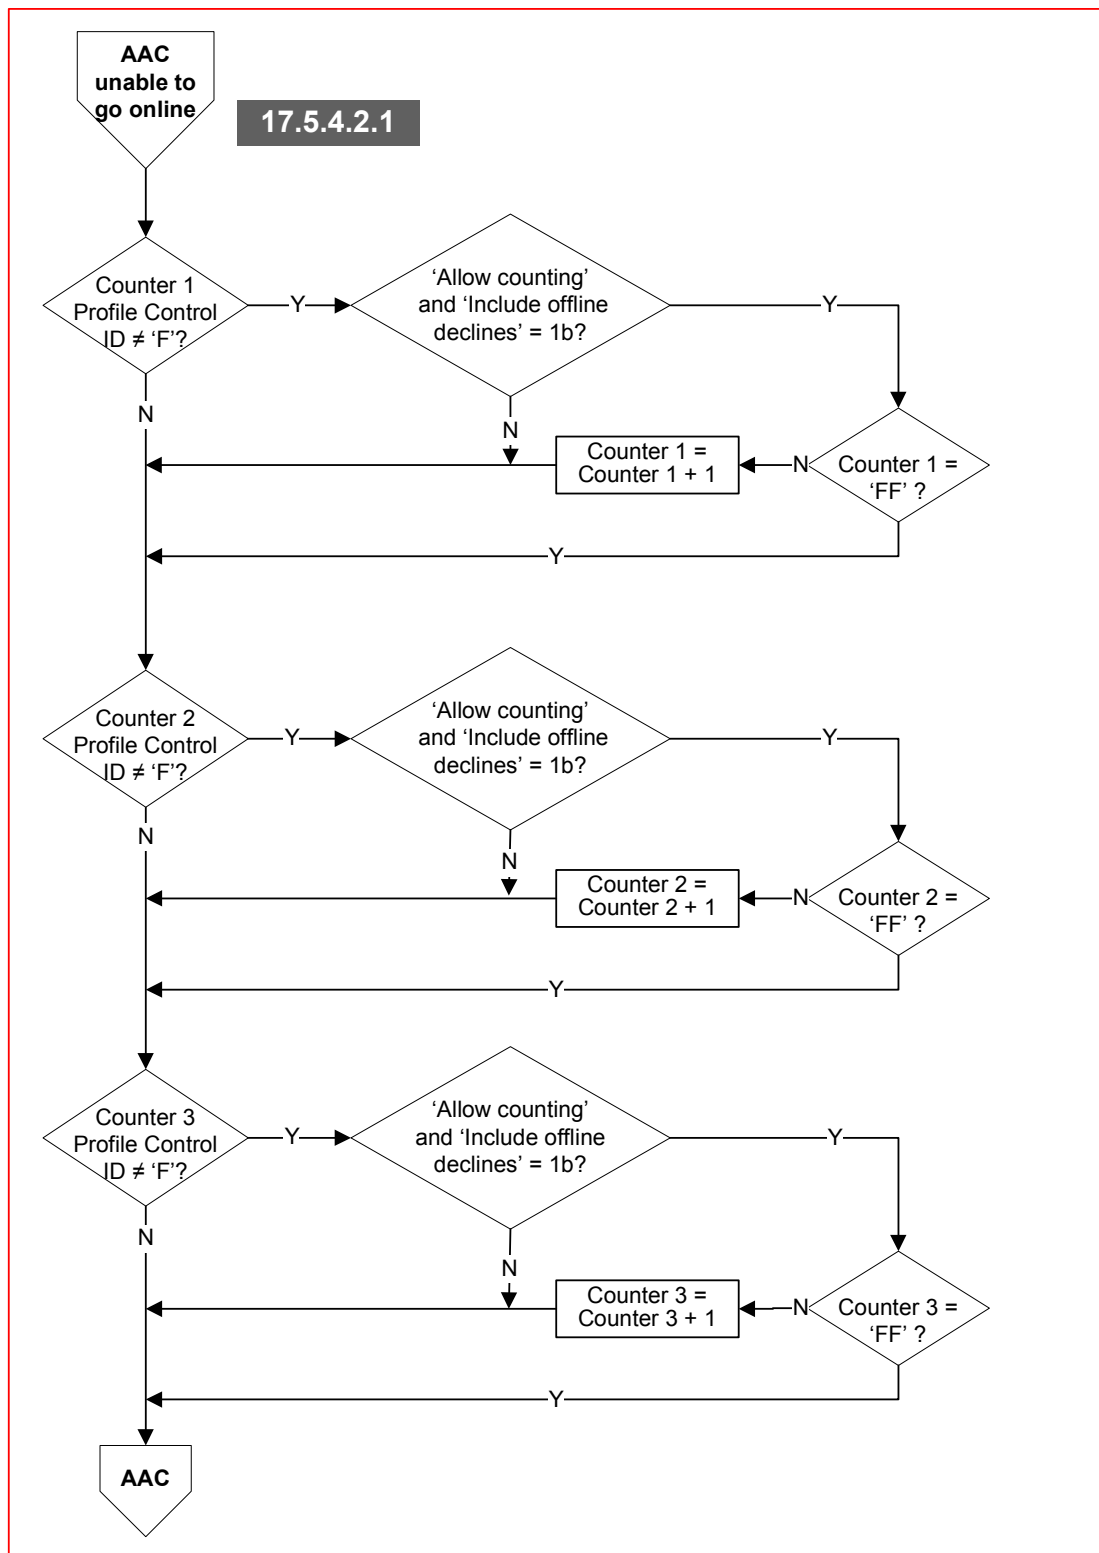 AAC
unable to
go online
17.5.4.2.1
Counter 1
Profile Control
ID ≠ ‘F’?
Y
‘Allow counting’
and ‘Include offline
declines’ = 1b?
Y
N
N
Counter 1 =
Counter 1 + 1
N
Counter 1 =
‘FF’ ?
Y
Counter 2
Profile Control
ID ≠ ‘F’?
Y
‘Allow counting’
and ‘Include offline
declines’ = 1b?
Y
N
N
Counter 2 =
Counter 2 + 1
N
Counter 2 =
‘FF’ ?
Y
Counter 3
Profile Control
ID ≠ ‘F’?
Y
‘Allow counting’
and ‘Include offline
declines’ = 1b?
Y
N
N
Counter 3 =
Counter 3 + 1
N
Counter 3 =
‘FF’ ?
Y
AAC